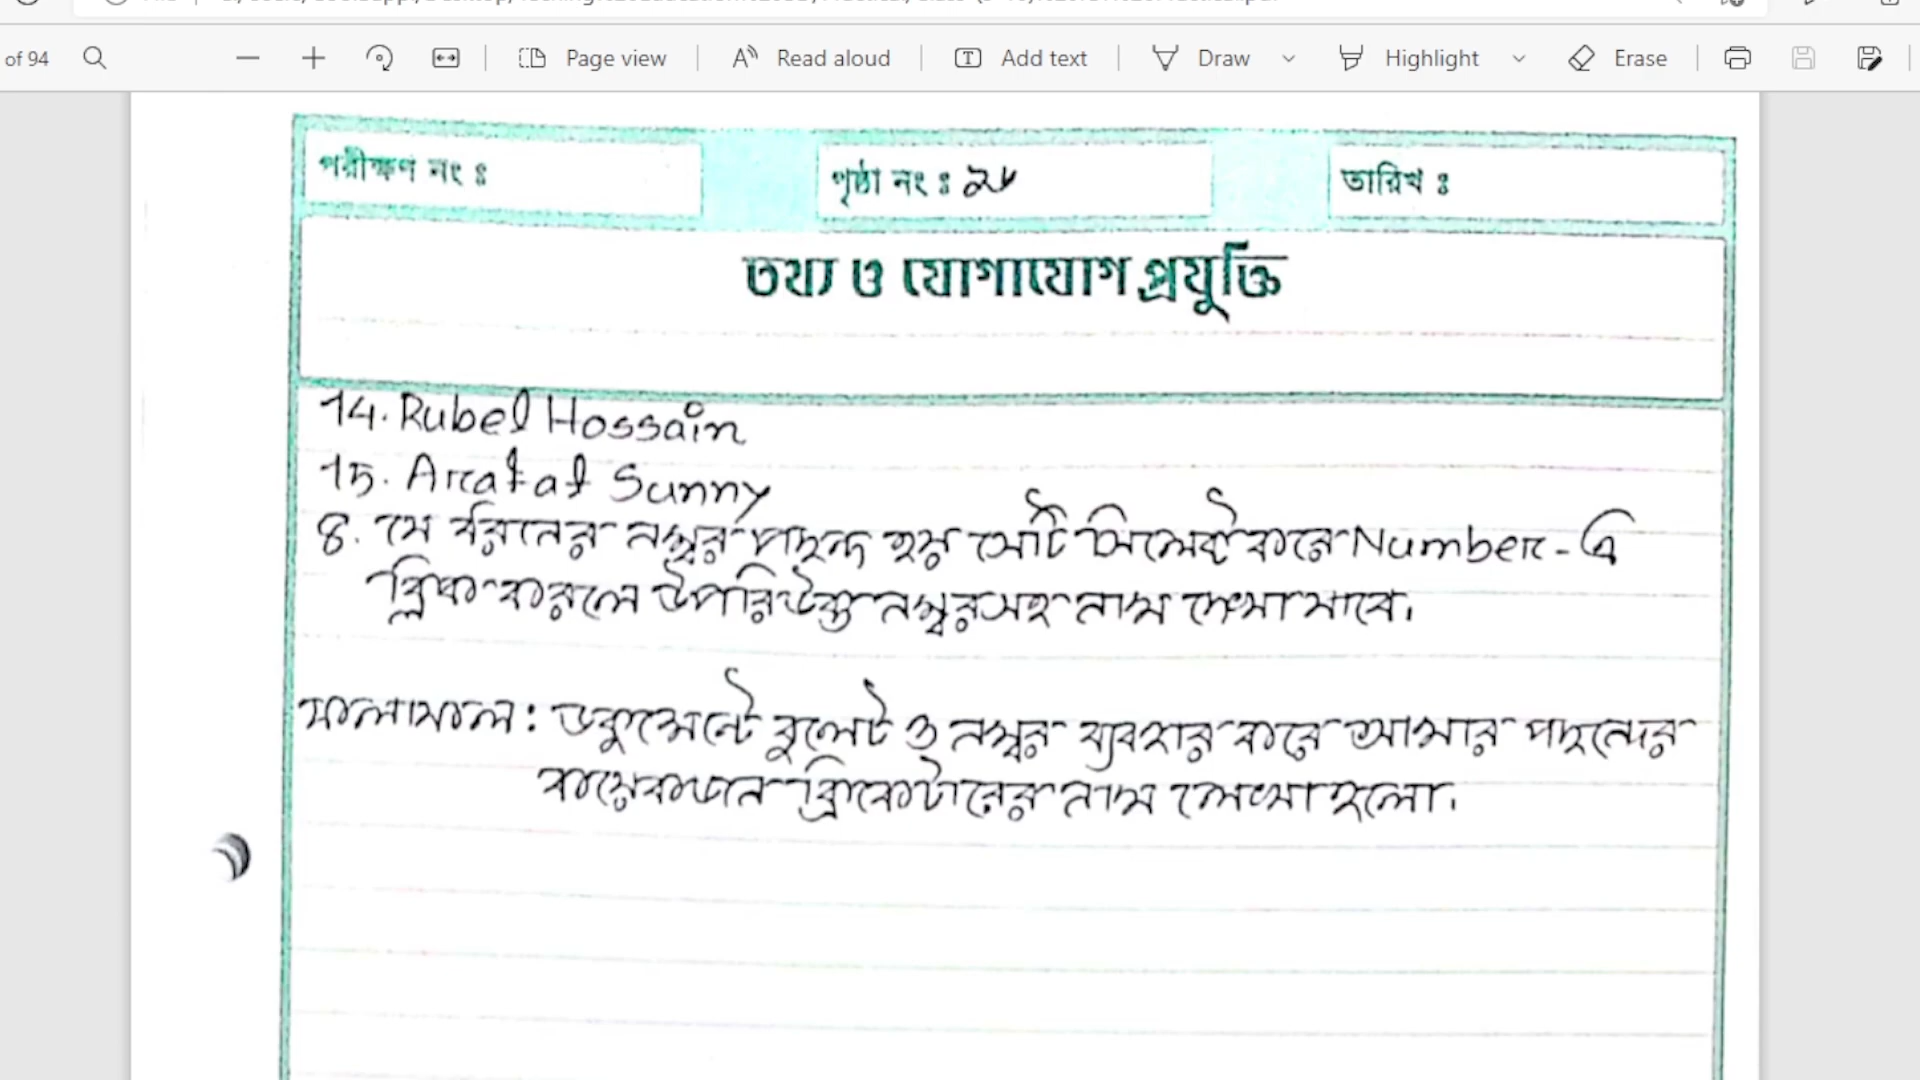 of 94 Page view Read aloud Add text Draw Highlight Erase
পরীক্ষণ নং ঃ পৃষ্ঠা নং ঃ ২৮ তারিখ ঃ
তথ্য ও যোগাযোগ প্রযুক্তি
14. Rubel Hossain
15. Arafat Sunny
৪. যে ধরনের নম্বর পছন্দ হয় সেটি সিলেক্ট করে Number-এ
ক্লিক করলে উপরিউক্ত নম্বরসহ নাম দেখা যাবে।
ফলাফল : ডকুমেন্টে বুলেট ও নম্বর ব্যবহার করে আমার পছন্দের
কয়েকজন ক্রিকেটারের নাম লেখা হলো।